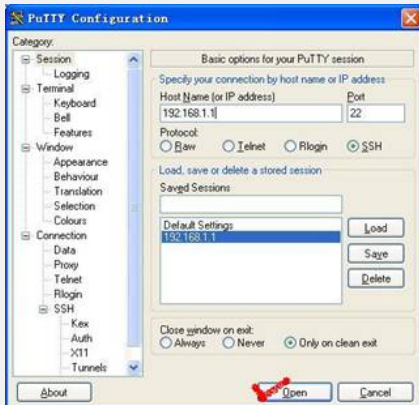 PuTTY Configuration
Category:
Session
Logging
Terminal
Keyboard
Bell
Features
Window
Appearance
Behaviour
Translation
Selection
Colours
Connection
Data
Proxy
Telnet
Rlogin
SSH
Kex
Auth
X11
Tunnels
Basic options for your PuTTY session
Specify your connection by host name or IP address
Host Name (or IP address) Port
192.168.1.1 22
Protocol:
Raw Telnet Rlogin SSH
Load, save or delete a stored session
Saved Sessions
Default Settings
192.168.1.1
Load
Save
Delete
Close window on exit:
Always Never Only on clean exit
About Open Cancel